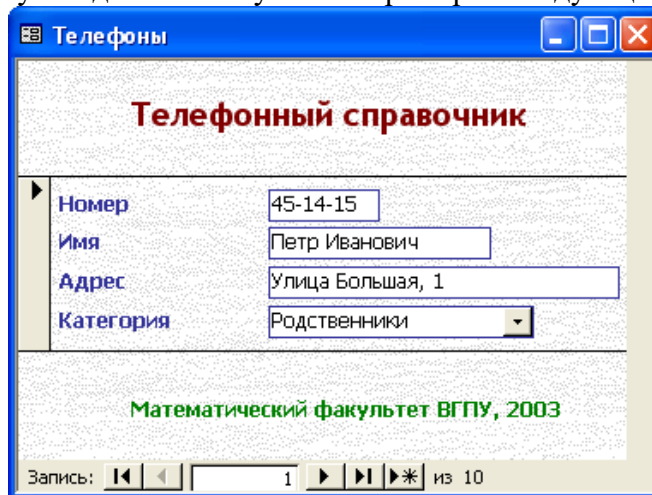 Телефоны
Телефонный справочник
Номер 45-14-15
Имя Петр Иванович
Адрес Улица Большая, 1
Категория Родственники
Математический факультет ВГПУ, 2003
Запись: 1 из 10